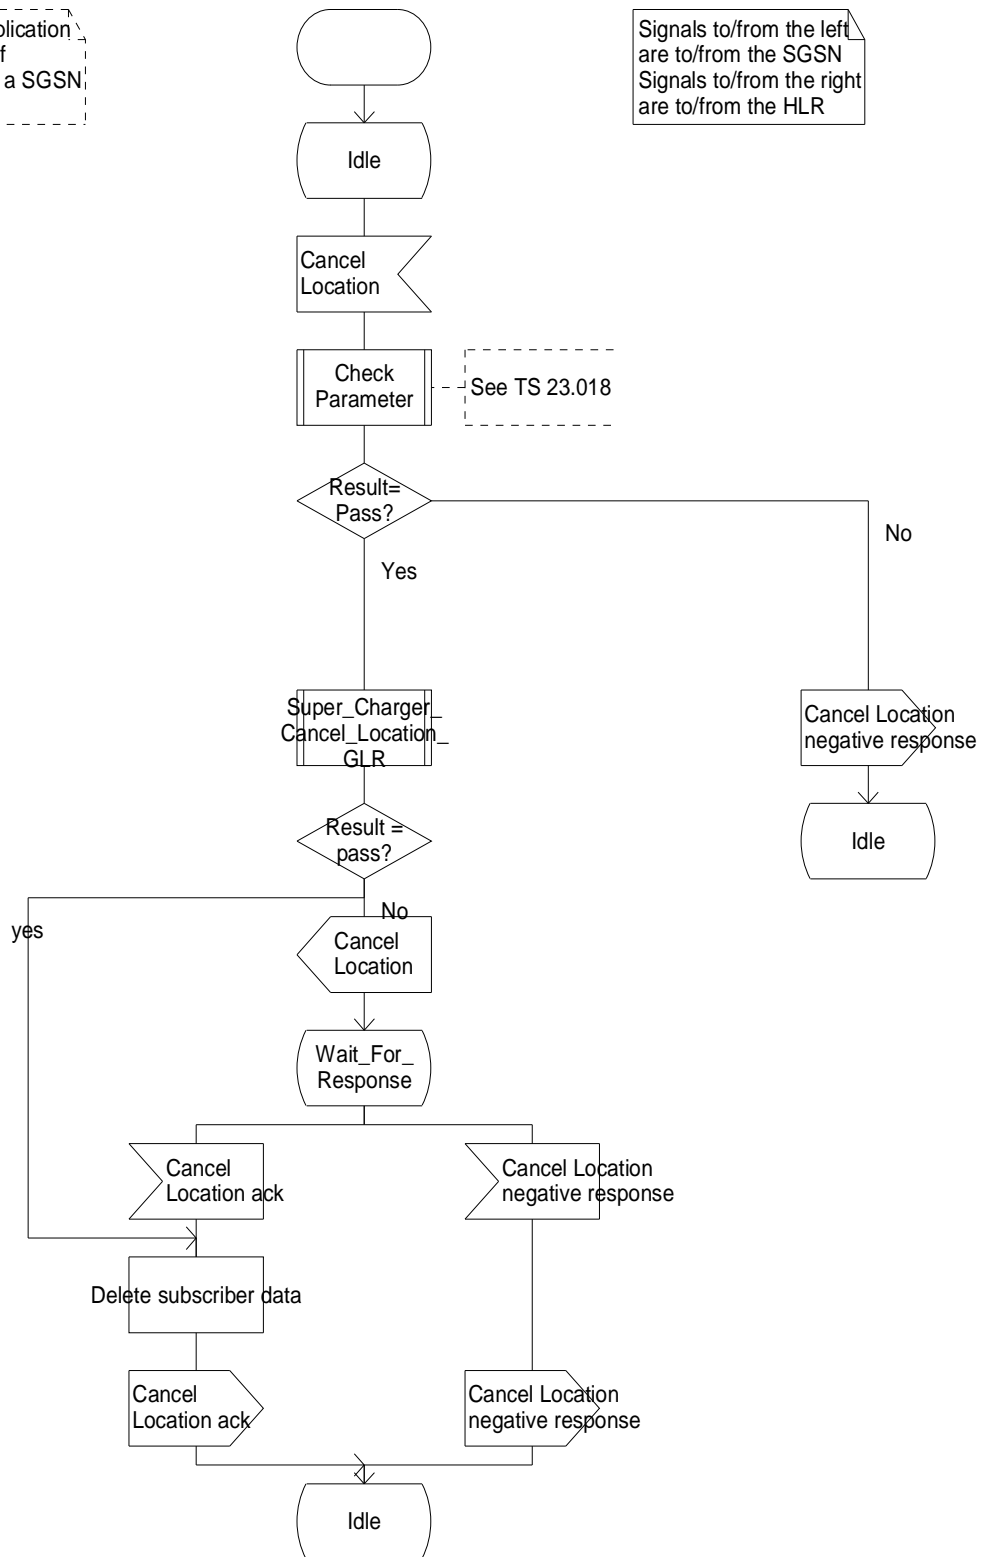 a SGSN
Signals to/from the left
are to/from the SGSN
Signals to/from the right
are to/from the HLR
Idle
Cancel
Location
Check
Parameter
See TS 23.018
Result=
Pass?
No
Yes
Super_Charger_
Cancel_Location_
GLR
Cancel Location
negative response
Result =
pass?
Idle
No
yes
Cancel
Location
Wait_For_
Response
Cancel
Location ack
Cancel Location
negative response
Delete subscriber data
Cancel
Location ack
Cancel Location
negative response
Idle